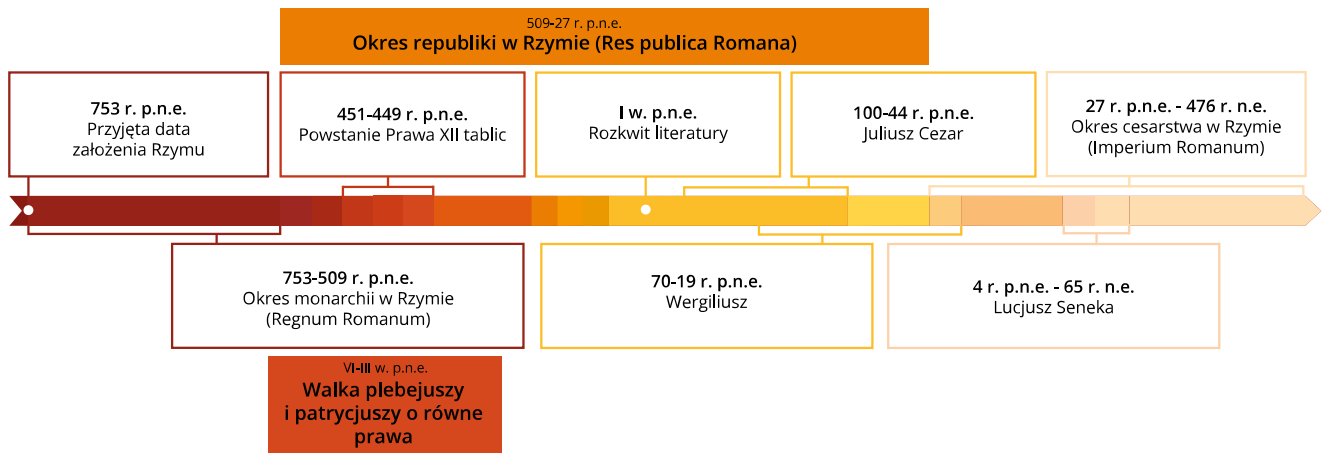 509-27 r. p.n.e.
Okres republiki w Rzymie (Res publica Romana)
753 r. p.n.e.
Przyjęta data
założenia Rzymu
451-449 r. p.n.e.
Powstanie Prawa XII tablic
I w. p.n.e.
Rozkwit literatury
100-44 r. p.n.e.
Juliusz Cezar
27 r. p.n.e. - 476 r. n.e.
Okres cesarstwa w Rzymie
(Imperium Romanum)
753-509 r. p.n.e.
Okres monarchii w Rzymie
(Regnum Romanum)
70-19 r. p.n.e.
Wergiliusz
4 r. p.n.e. - 65 r. n.e.
Lucjusz Seneka
VI-III w. p.n.e.
Walka plebejuszy
i patrycjuszy o równe
prawa